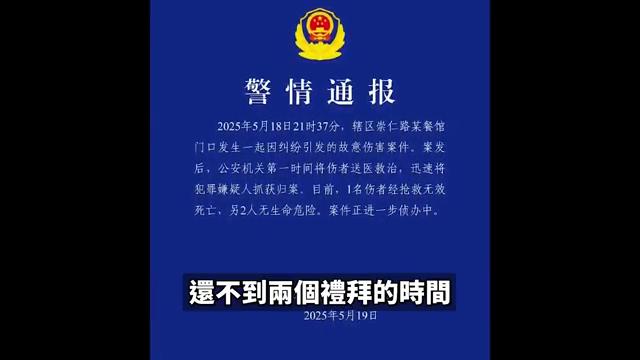 警情通报
2025年5月18日21时37分，辖区崇仁路某餐馆
门口发生一起因纠纷引发的故意伤害案件。案发
后，公安机关第一时间将伤者送医救治，迅速将
犯罪嫌疑人抓获归案。目前，1名伤者经抢救无效
死亡，另2人无生命危险。案件正进一步侦办中。
還不到兩個禮拜的時間
2025年5月19日